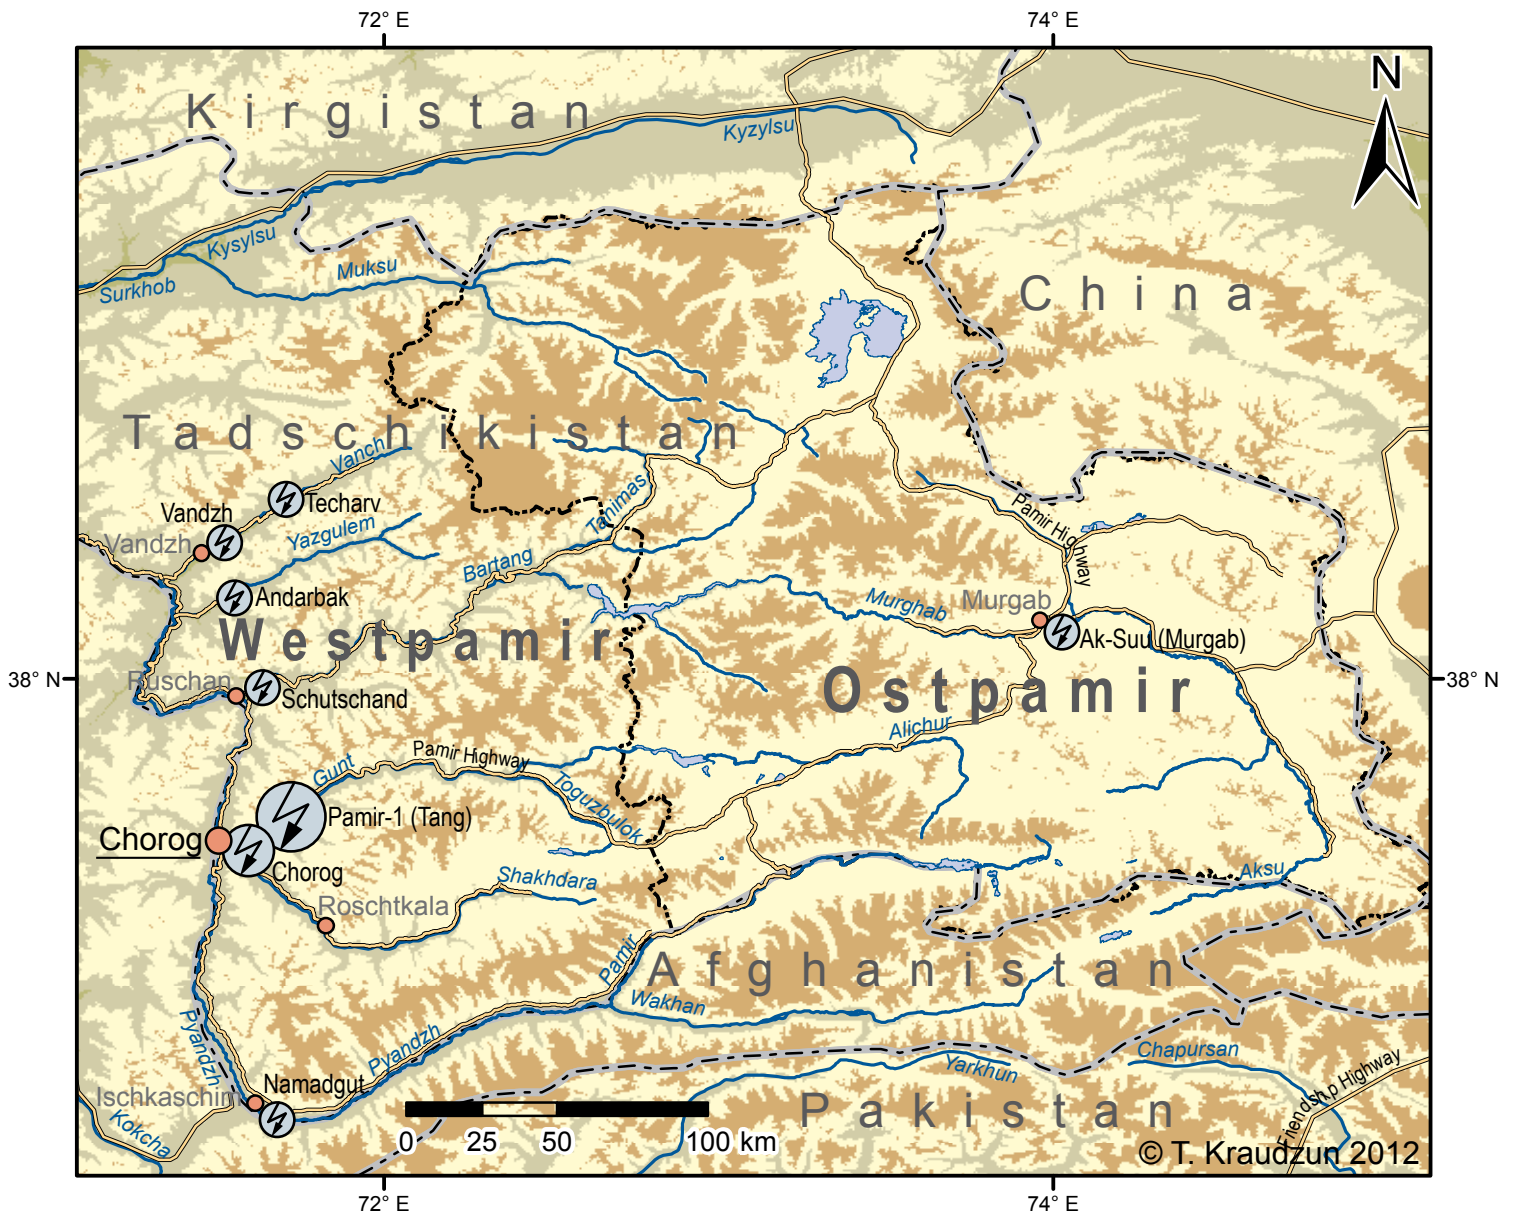 72° E
74° E
N
Kirgistan
Kyzylsu
Kysylsu
Muksu
Surkhob
China
Tadschikistan
Vanch
Techarv
Vandzh
Vandzh
Yazgulem
Tanimas
Pamir Highway
Bartang
Andarbak
Murghab
Murgab
Ak-Suu (Murgab)
Westpamir
38° N
38° N
Ruschan
Schutschand
Ostpamir
Alichur
Pamir Highway
Gunt
Toguzbulok
Pamir-1 (Tang)
Chorog
Chorog
Shakhdara
Aksu
Roschtkala
Pamir
Afghanistan
Wakhan
Pyandzh
Pyandzh
Chapursan
Yarkhun
Friendship Highway
Namadgut
Ischkaschim
Pakistan
Kokcha
0 25 50 100 km
© T. Kraudzun 2012
72° E
74° E